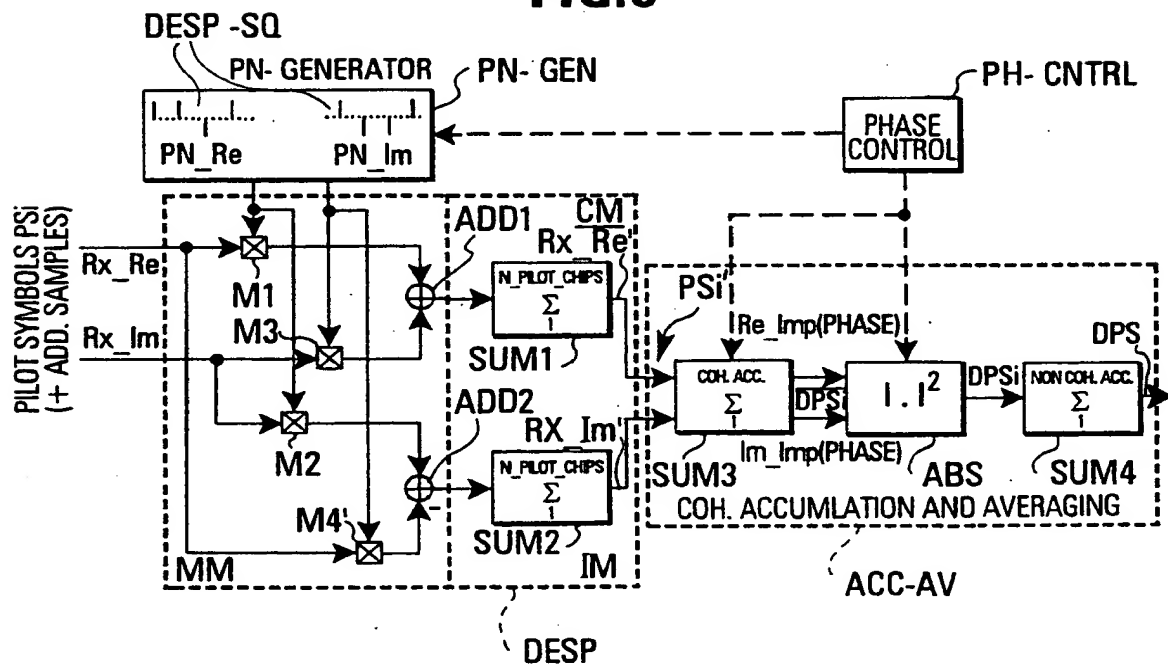 DESP -SQ
PN- GENERATOR
PN- GEN
PN_Re
PN_Im
PH- CNTRL
PHASE
CONTROL
PILOT SYMBOLS PSi
(+ ADD. SAMPLES)
Rx_Re
Rx_Im
M1
M3
M2
M4'
MM
ADD1
ADD2
CM
Rx_Re'
N_PILOT_CHIPS
Σ
1
SUM1
RX_Im'
N_PILOT_CHIPS
Σ
1
SUM2
IM
DESP
PSi'
Re_Imp(PHASE)
COH. ACC.
Σ
1
SUM3
DPSi
Im_Imp(PHASE)
|.|²
ABS
DPSi
NON COH. ACC.
Σ
1
SUM4
DPS
COH. ACCUMLATION AND AVERAGING
ACC-AV